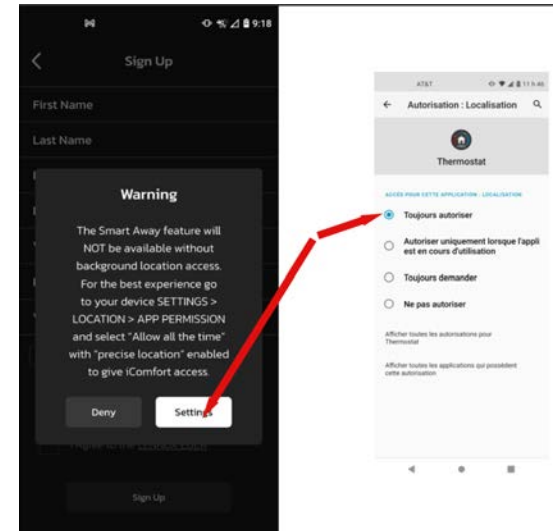 9:18
Sign Up
First Name
Last Name
Warning
The Smart Away feature will
NOT be available without
background location access.
For the best experience go
to your device SETTINGS >
LOCATION > APP PERMISSION
and select "Allow all the time"
with "precise location" enabled
to give iComfort access.
Deny
Settings
Sign Up
AT&T
11 h 46
Autorisation : Localisation
Thermostat
ACCÈS POUR CETTE APPLICATION : LOCALISATION
Toujours autoriser
Autoriser uniquement lorsque l'appli
est en cours d'utilisation
Toujours demander
Ne pas autoriser
Afficher toutes les autorisations pour
Thermostat
Afficher toutes les applications qui possèdent
cette autorisation